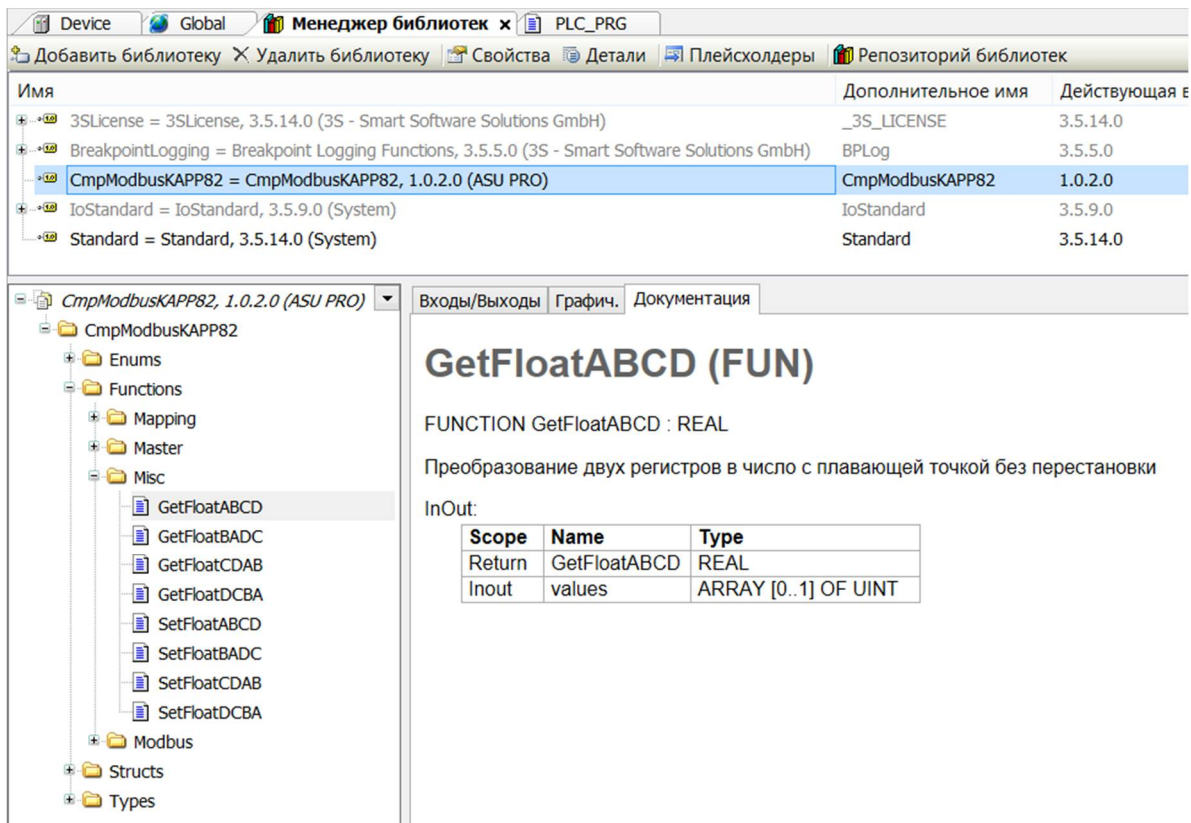 Device Global Менеджер библиотек x PLC_PRG
Добавить библиотеку Удалить библиотеку Свойства Детали Плейсхолдеры Репозиторий библиотек
Имя Дополнительное имя Действующая в
3SLicense = 3SLicense, 3.5.14.0 (3S - Smart Software Solutions GmbH) _3S_LICENSE 3.5.14.0
BreakpointLogging = Breakpoint Logging Functions, 3.5.5.0 (3S - Smart Software Solutions GmbH) BPLog 3.5.5.0
CmpModbusKAPP82 = CmpModbusKAPP82, 1.0.2.0 (ASU PRO) CmpModbusKAPP82 1.0.2.0
IoStandard = IoStandard, 3.5.9.0 (System) IoStandard 3.5.9.0
Standard = Standard, 3.5.14.0 (System) Standard 3.5.14.0
CmpModbusKAPP82, 1.0.2.0 (ASU PRO)
CmpModbusKAPP82
Enums
Functions
Mapping
Master
Misc
GetFloatABCD
GetFloatBADC
GetFloatCDAB
GetFloatDCBA
SetFloatABCD
SetFloatBADC
SetFloatCDAB
SetFloatDCBA
Modbus
Structs
Types
Входы/Выходы Графич. Документация
GetFloatABCD (FUN)
FUNCTION GetFloatABCD : REAL
Преобразование двух регистров в число с плавающей точкой без перестановки
InOut:
Scope Name Type
Return GetFloatABCD REAL
Inout values ARRAY [0..1] OF UINT